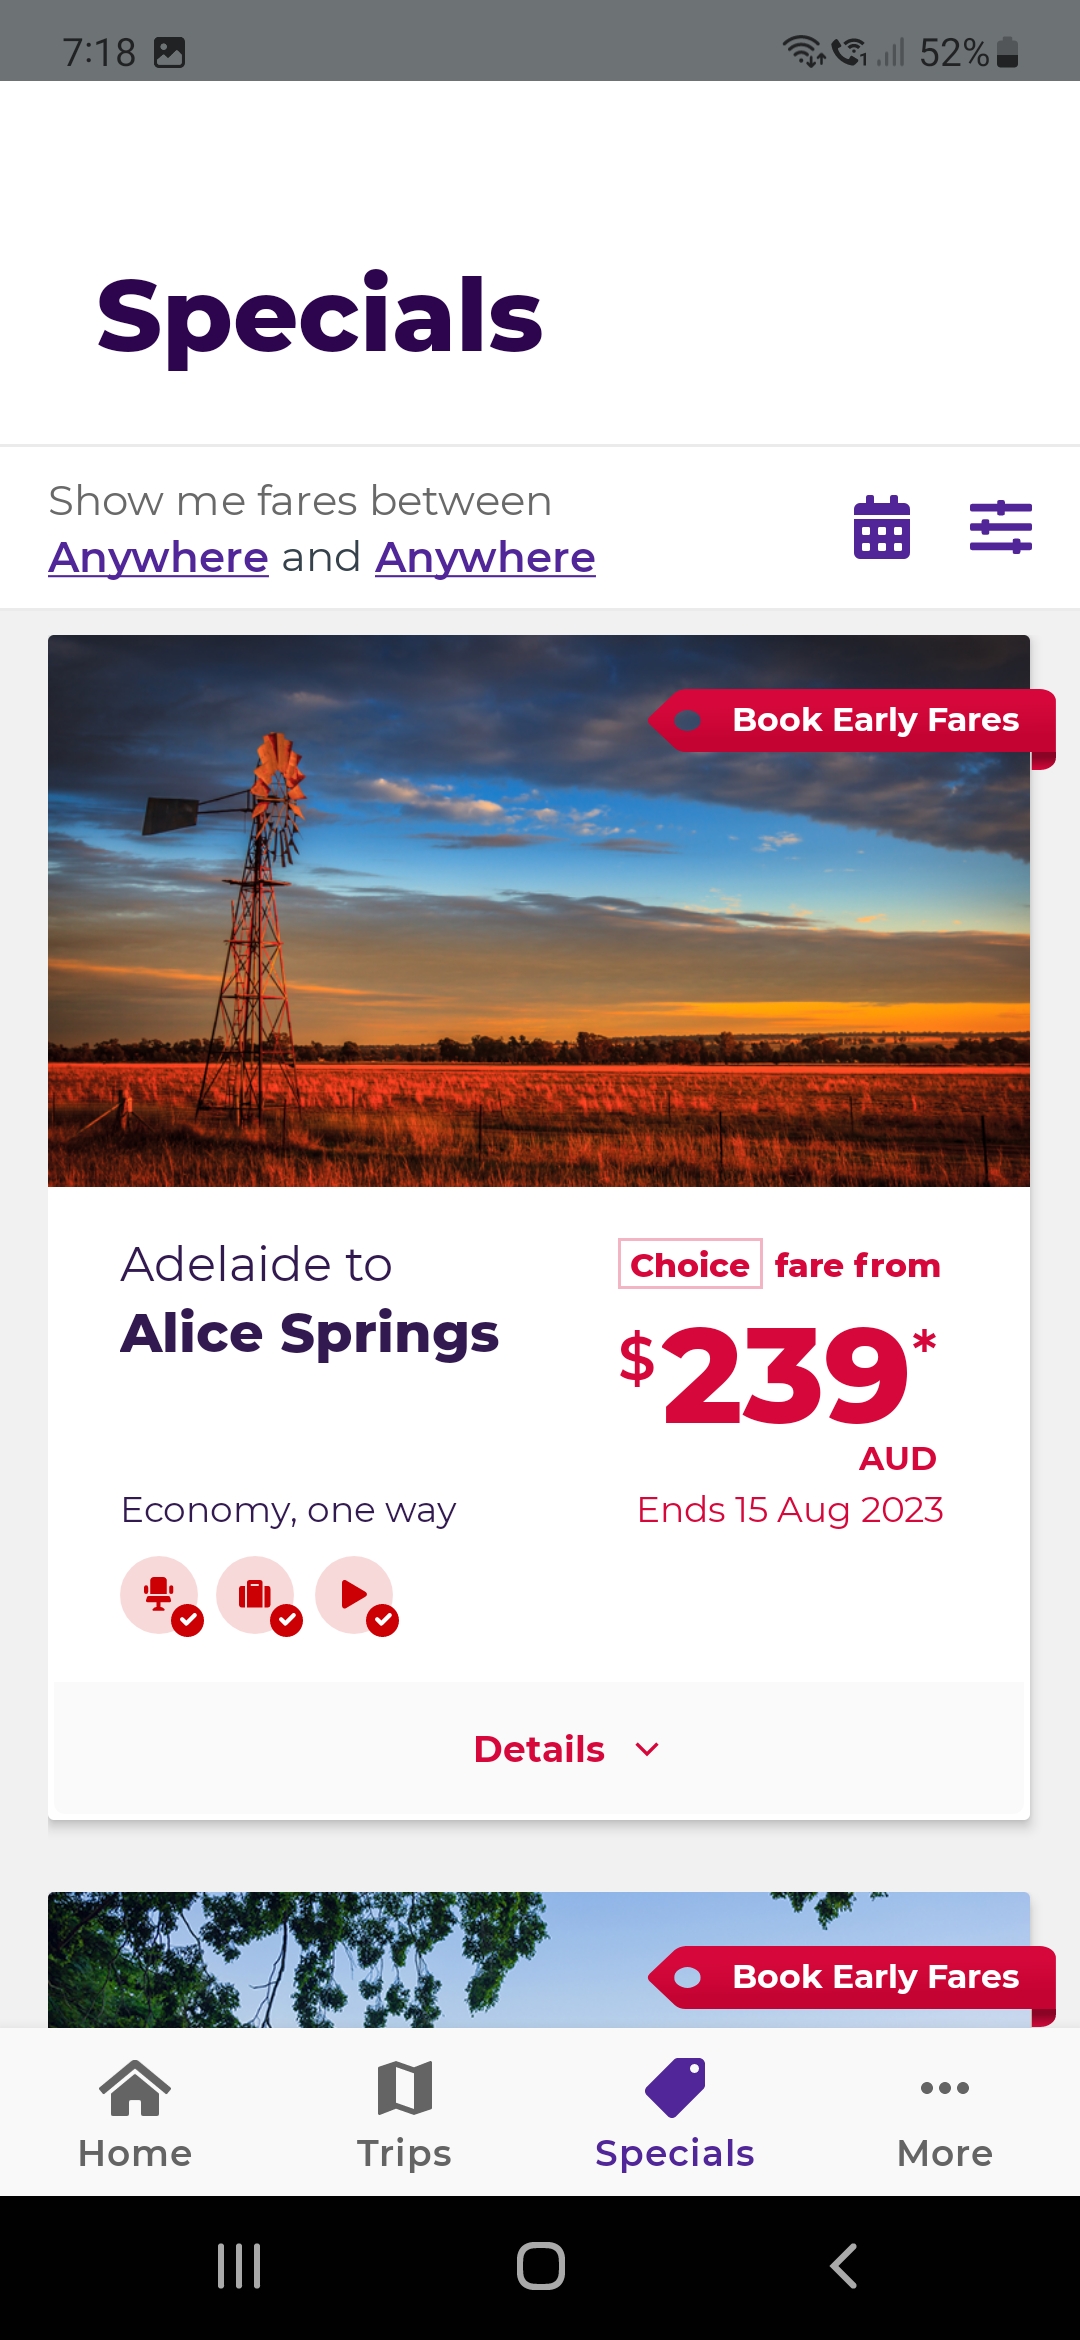 7:18
52%
Specials
Show me fares between
Anywhere and Anywhere
Book Early Fares
Adelaide to
Alice Springs
Choice fare from
$239*
AUD
Economy, one way
Ends 15 Aug 2023
Details
Book Early Fares
Home
Trips
Specials
More